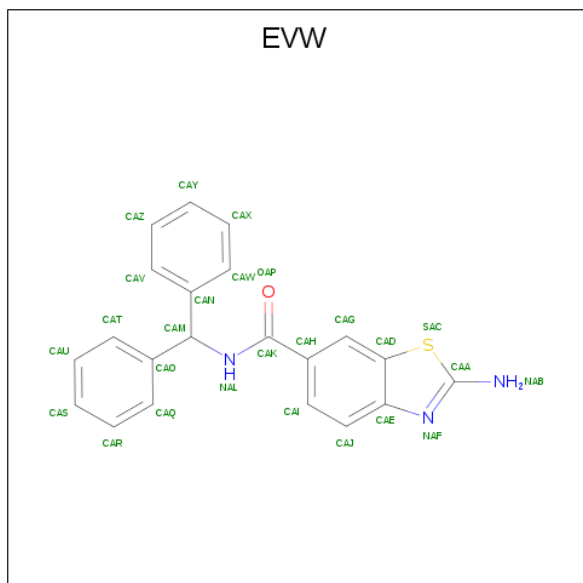 EVW
CAY
CAZ CAX
CAV CAW OAP
CAN O
CAT CAG SAC
CAM CAH CAD S
CAU CAO N CAK CAA
H NH₂ NAB
NAL
CAS CAQ CAI CAE N
CAR CAJ NAF